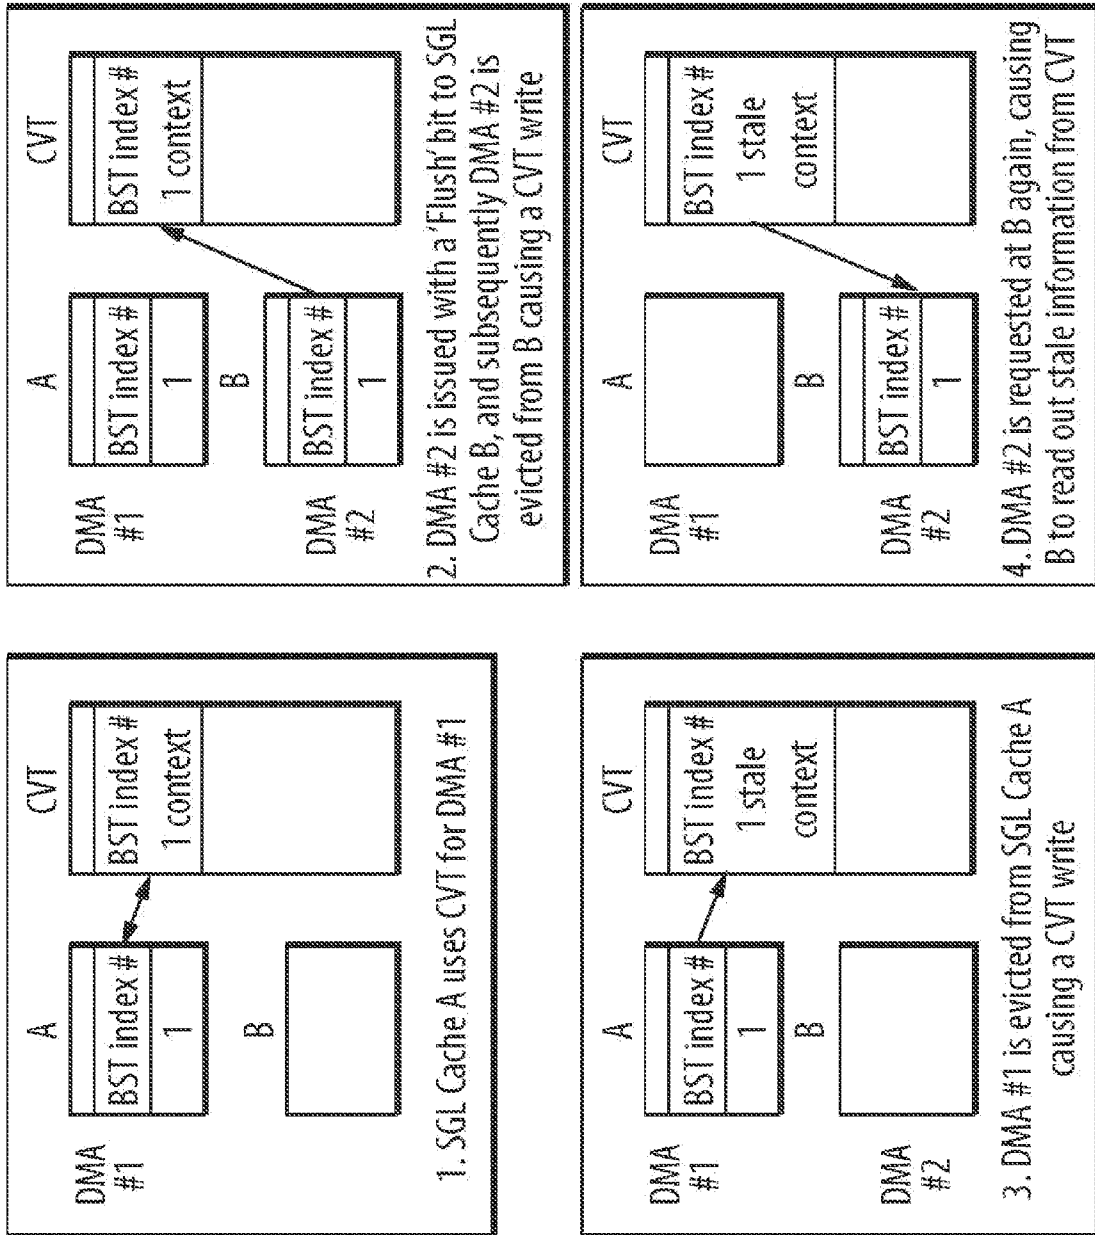 A
CVT
DMA
#1
BST index #
1
BST index #
1 context
B
1. SGL Cache A uses CVT for DMA #1
A
CVT
DMA
#1
BST index #
1
BST index #
1 context
B
DMA
#2
BST index #
1
2. DMA #2 is issued with a 'Flush' bit to SGL
Cache B, and subsequently DMA #2 is
evicted from B causing a CVT write
A
CVT
DMA
#1
BST index #
1
BST index #
1 stale
context
B
DMA
#2
3. DMA #1 is evicted from SGL Cache A
causing a CVT write
A
CVT
DMA
#1
BST index #
1 stale
context
B
DMA
#2
BST index #
1
4. DMA #2 is requested at B again, causing
B to read out stale information from CVT